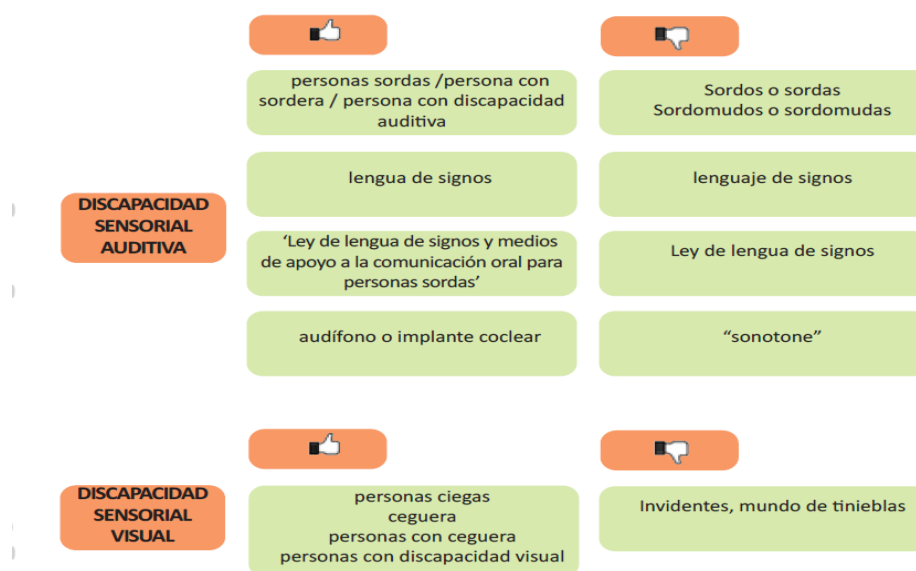 personas sordas /persona con
sordera / persona con discapacidad
auditiva
Sordos o sordas
Sordomudos o sordomudas
lengua de signos
lenguaje de signos
DISCAPACIDAD
SENSORIAL
AUDITIVA
‘Ley de lengua de signos y medios
de apoyo a la comunicación oral para
personas sordas’
Ley de lengua de signos
audífono o implante coclear
“sonotone”
DISCAPACIDAD
SENSORIAL
VISUAL
personas ciegas
ceguera
personas con ceguera
personas con discapacidad visual
Invidentes, mundo de tinieblas